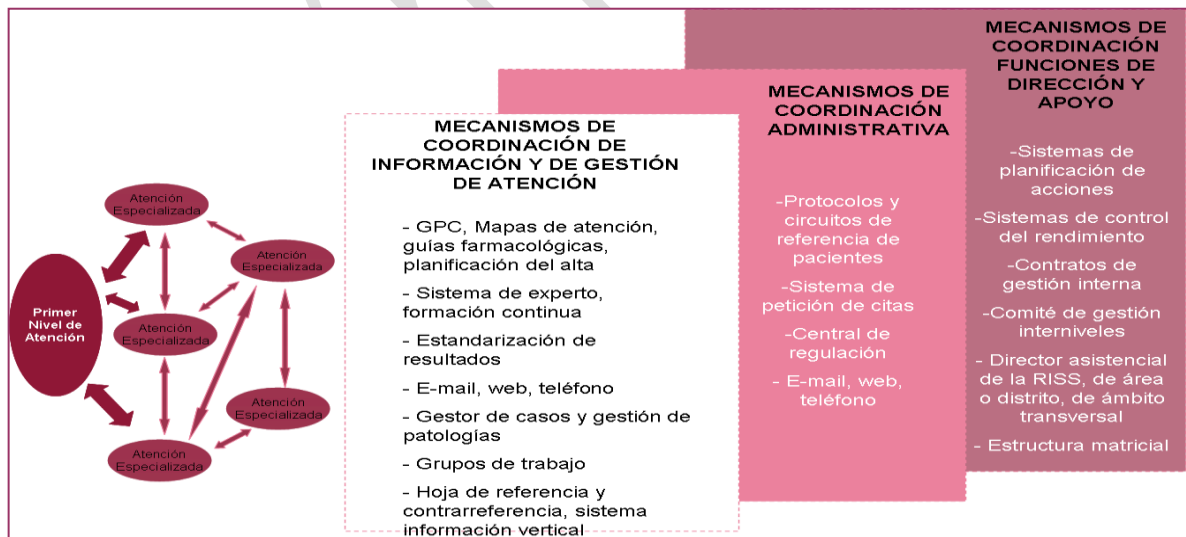 Primer
Nivel de
Atención
Atención
Especializada
Atención
Especializada
Atención
Especializada
Atención
Especializada
Atención
Especializada
MECANISMOS DE
COORDINACIÓN DE
INFORMACIÓN Y DE GESTIÓN
DE ATENCIÓN
- GPC, Mapas de atención,
guías farmacológicas,
planificación del alta
- Sistema de experto,
formación continua
- Estandarización de
resultados
- E-mail, web, teléfono
- Gestor de casos y gestión de
patologías
- Grupos de trabajo
- Hoja de referencia y
contrarreferencia, sistema
información vertical
MECANISMOS DE
COORDINACIÓN
ADMINISTRATIVA
-Protocolos y
circuitos de
referencia de
pacientes
-Sistema de
petición de citas
-Central de
regulación
- E-mail, web,
teléfono
MECANISMOS DE
COORDINACIÓN
FUNCIONES DE
DIRECCIÓN Y
APOYO
-Sistemas de
planificación de
acciones
-Sistemas de control
del rendimiento
-Contratos de
gestión interna
-Comité de gestión
interniveles
- Director asistencial
de la RISS, de área
o distrito, de ámbito
transversal
- Estructura matricial